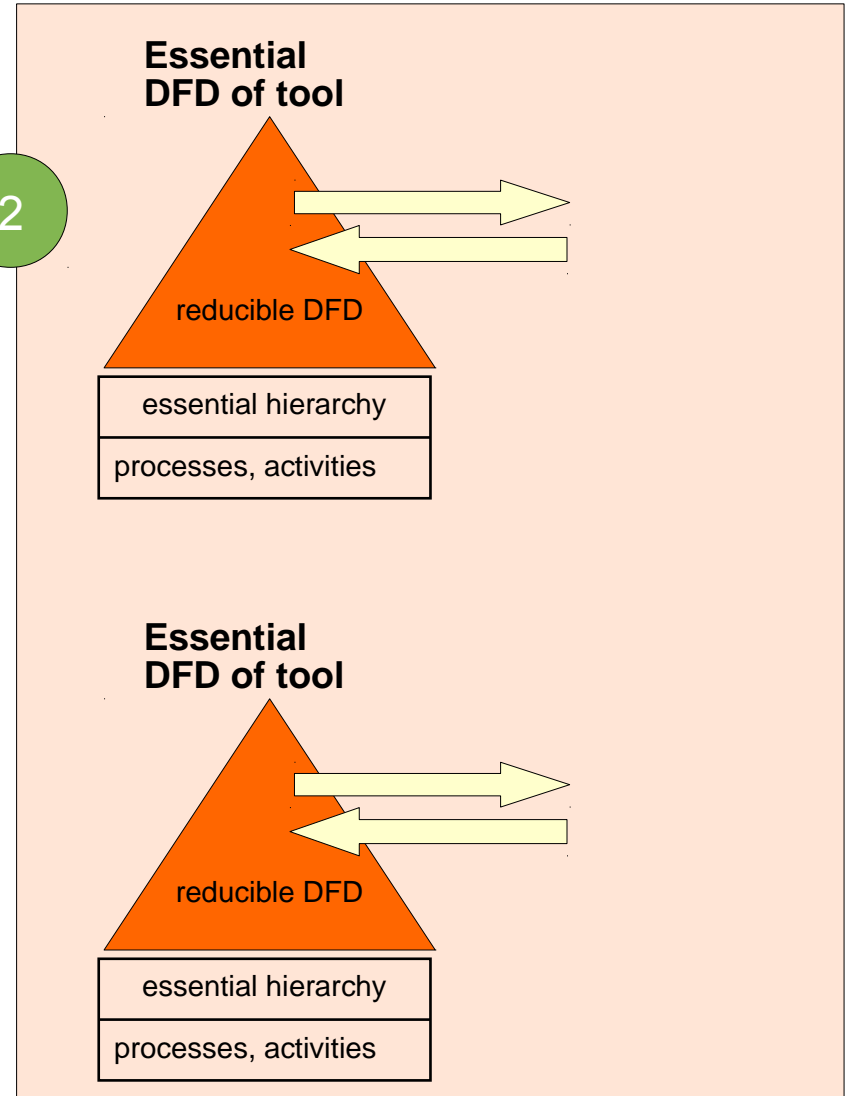 Essential
DFD of tool
2
reducible DFD
essential hierarchy
processes, activities
Essential
DFD of tool
reducible DFD
essential hierarchy
processes, activities